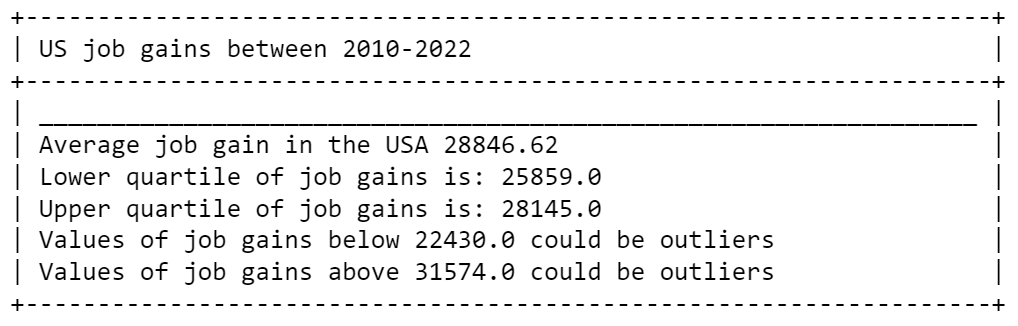 US job gains between 2010-2022
Average job gain in the USA 28846.62
Lower quartile of job gains is: 25859.0
Upper quartile of job gains is: 28145.0
Values of job gains below 22430.0 could be outliers
Values of job gains above 31574.0 could be outliers